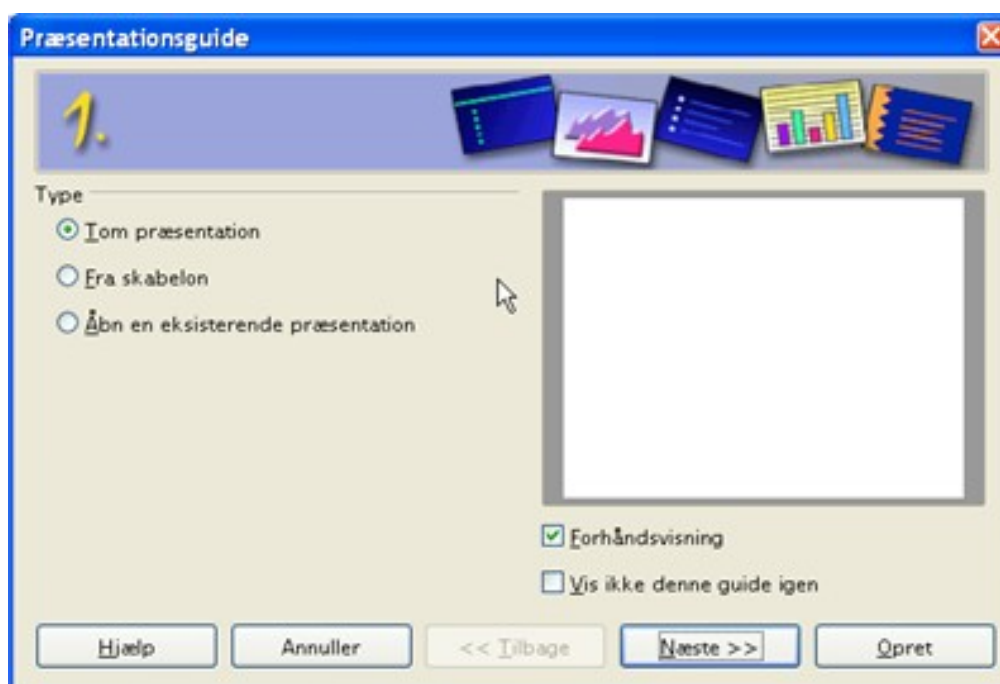 Præsentationsguide
1.
Type
Tom præsentation
Fra skabelon
Åbn en eksisterende præsentation
Forhåndsvisning
Vis ikke denne guide igen
Hjælp
Annuller
<< Tilbage
Næste >>
Opret